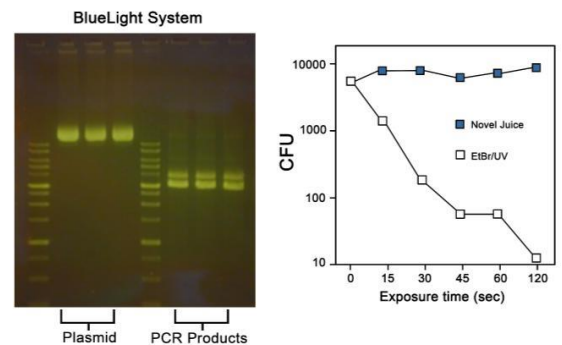 BlueLight System
Plasmid
PCR Products
10000
1000
100
10
CFU
Novel Juice
EtBr/UV
0 15 30 45 60 120
Exposure time (sec)